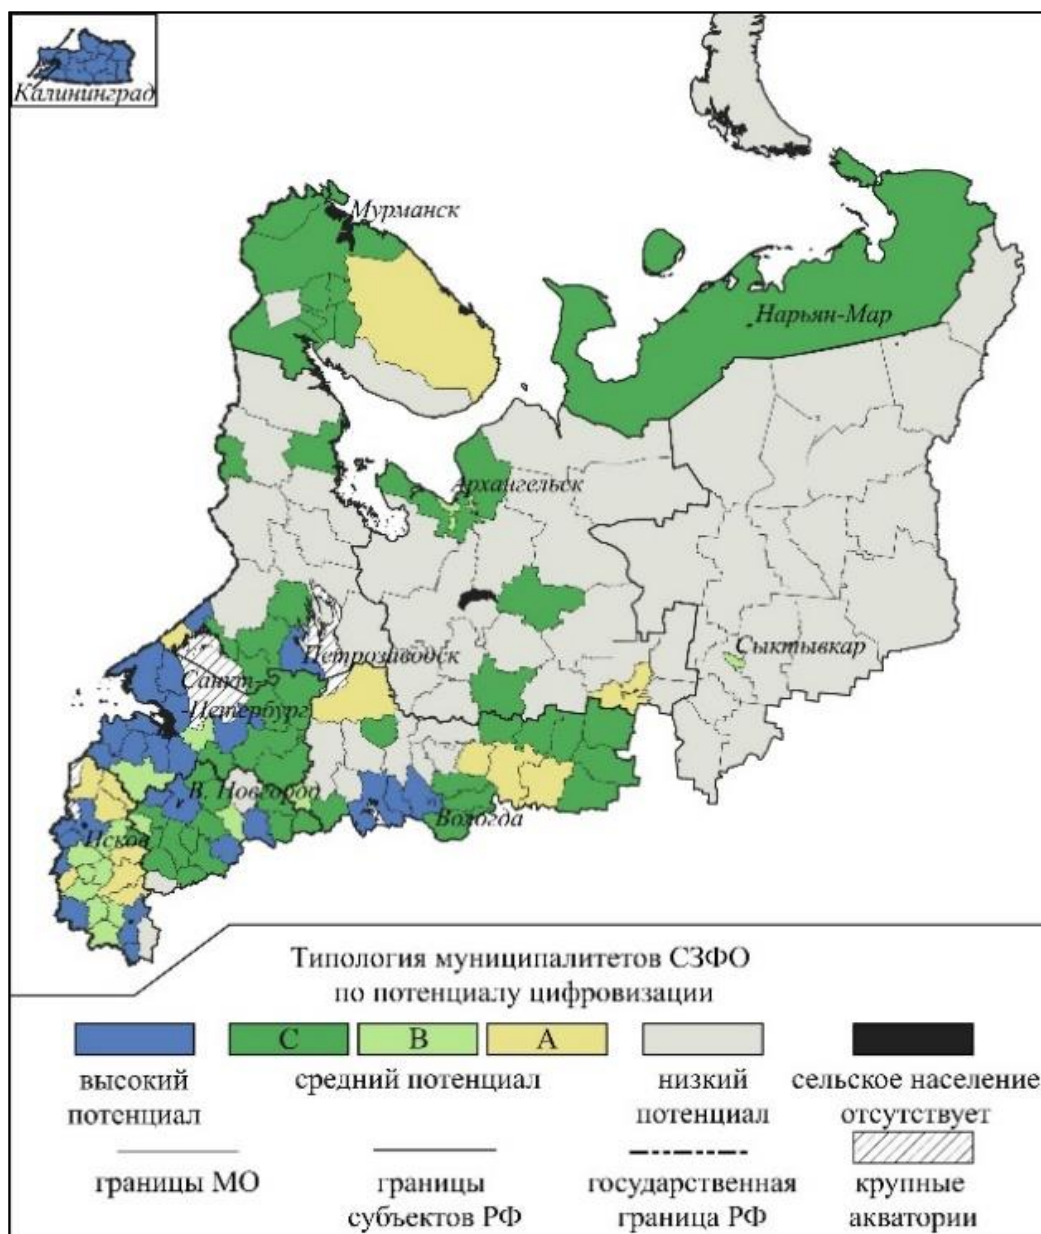 Калининград
Мурманск
Нарьян-Мар
Архангельск
Сыктывкар
Петрозаводск
Санкт-
-Петербург
В. Новгород
Вологда
Псков
Типология муниципалитетов СЗФО
по потенциалу цифровизации
С В А
высокий потенциал
средний потенциал
низкий потенциал
сельское население отсутствует
границы МО
границы субъектов РФ
государственная граница РФ
крупные акватории